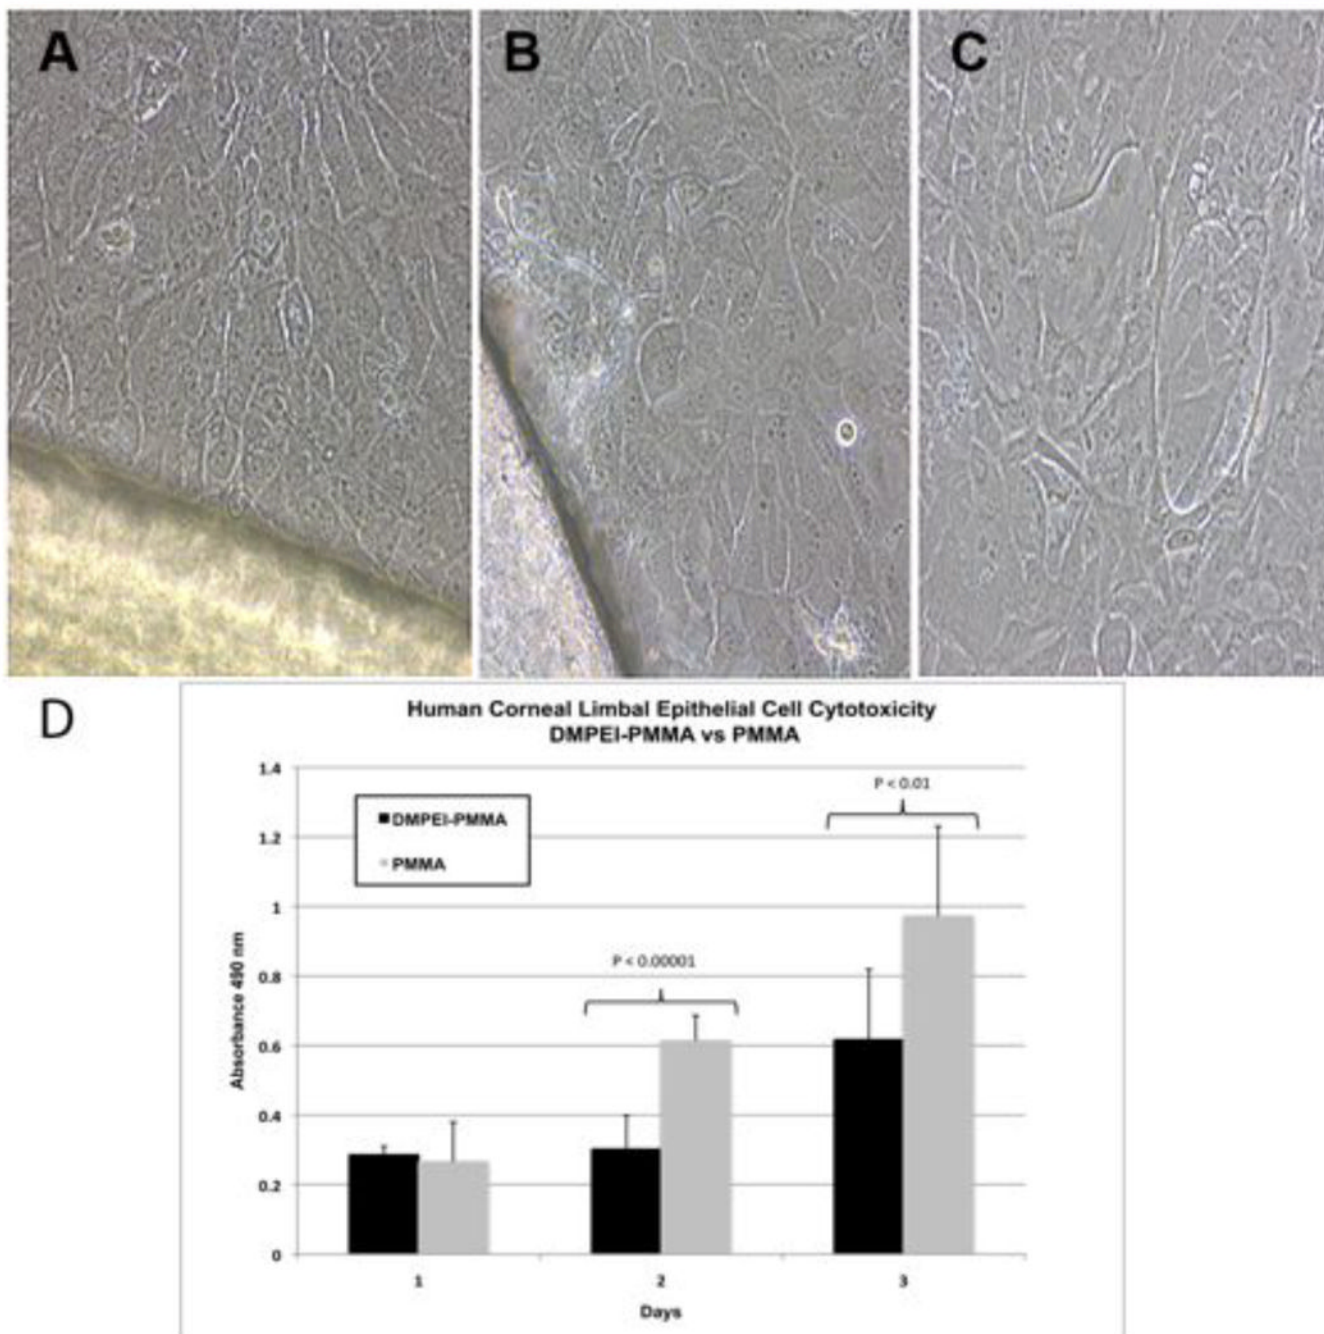 A
B
C
D
Human Corneal Limbal Epithelial Cell Cytotoxicity
DMPEI-PMMA vs PMMA
1.4
1.2
1
0.8
0.6
0.4
0.2
0
Absorbance 490 nm
DMPEI-PMMA
PMMA
P < 0.00001
P < 0.01
1
2
3
Days